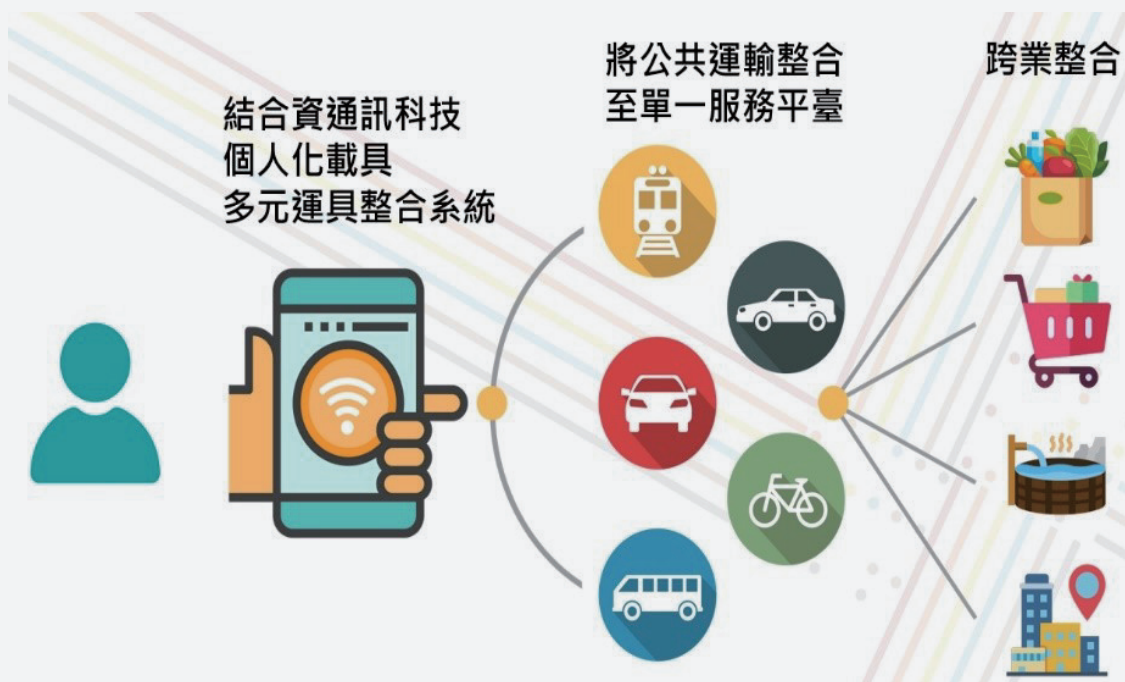 結合資通訊科技
個人化載具
多元運具整合系統
將公共運輸整合
至單一服務平臺
跨業整合